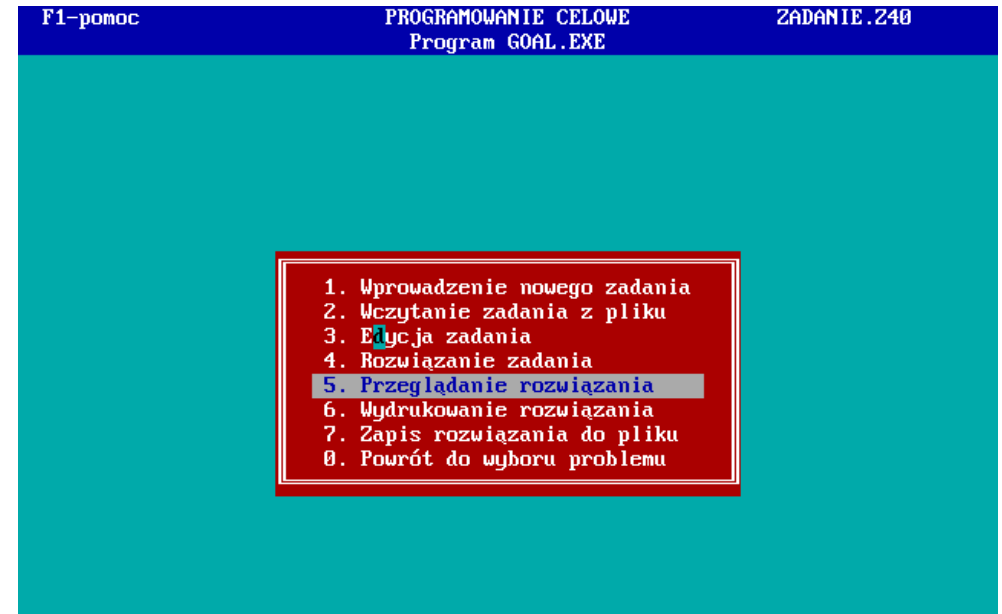 F1-pomoc PROGRAMOWANIE CELOWE ZADANIE.Z40
Program GOAL.EXE
1. Wprowadzenie nowego zadania
2. Wczytanie zadania z pliku
3. Edycja zadania
4. Rozwiązanie zadania
5. Przeglądanie rozwiązania
6. Wydrukowanie rozwiązania
7. Zapis rozwiązania do pliku
0. Powrót do wyboru problemu